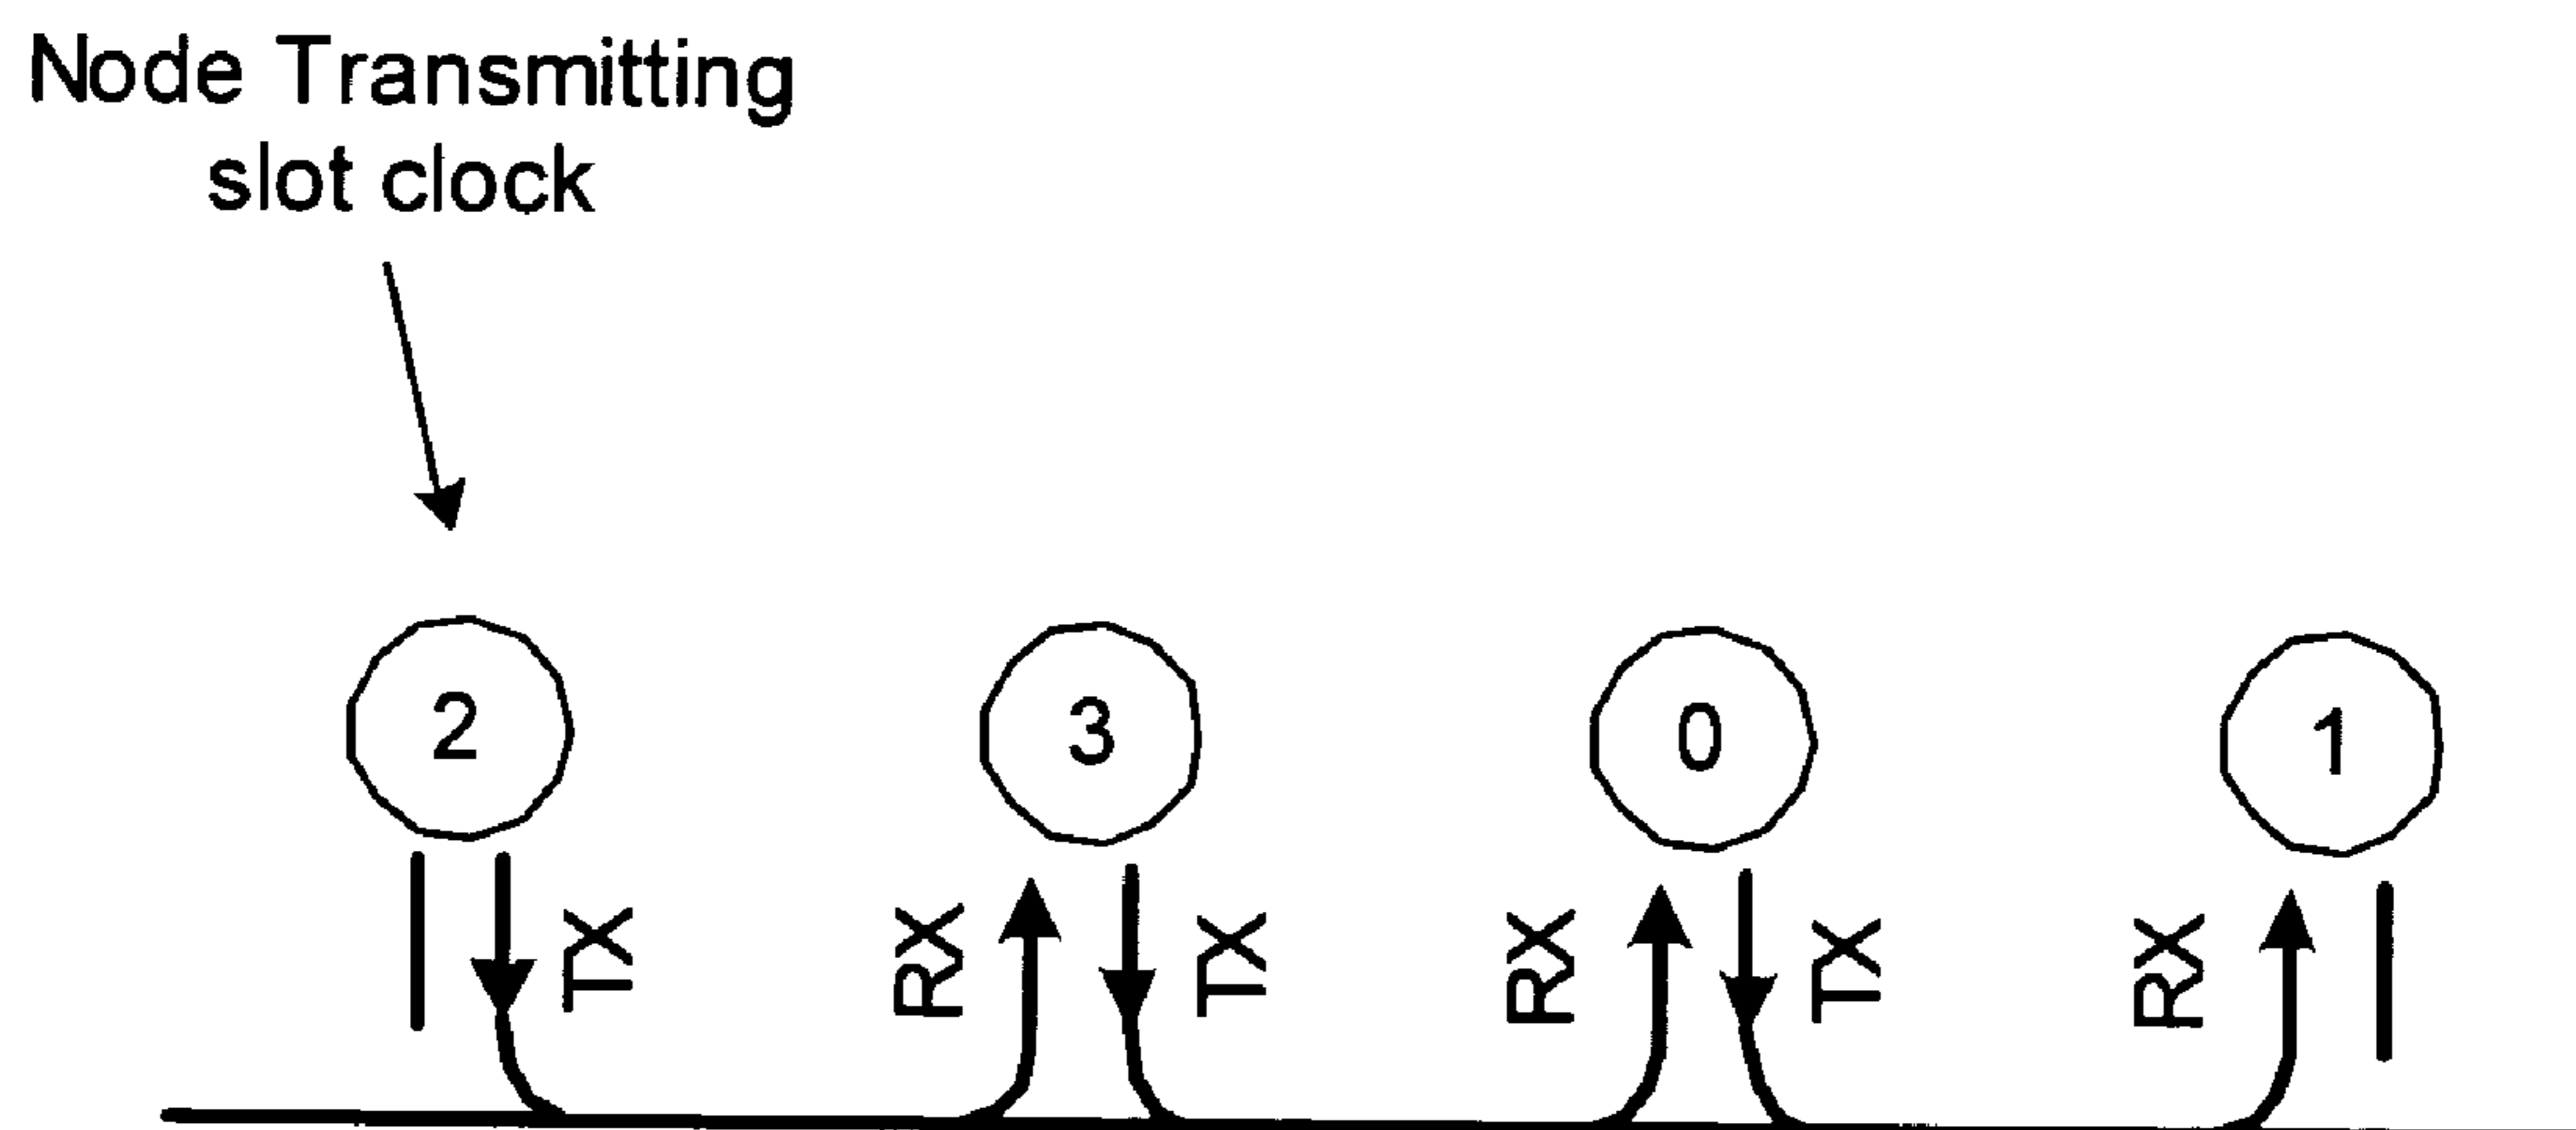 Node Transmitting
slot clock
2 3 0 1
TX RX TX RX TX RX